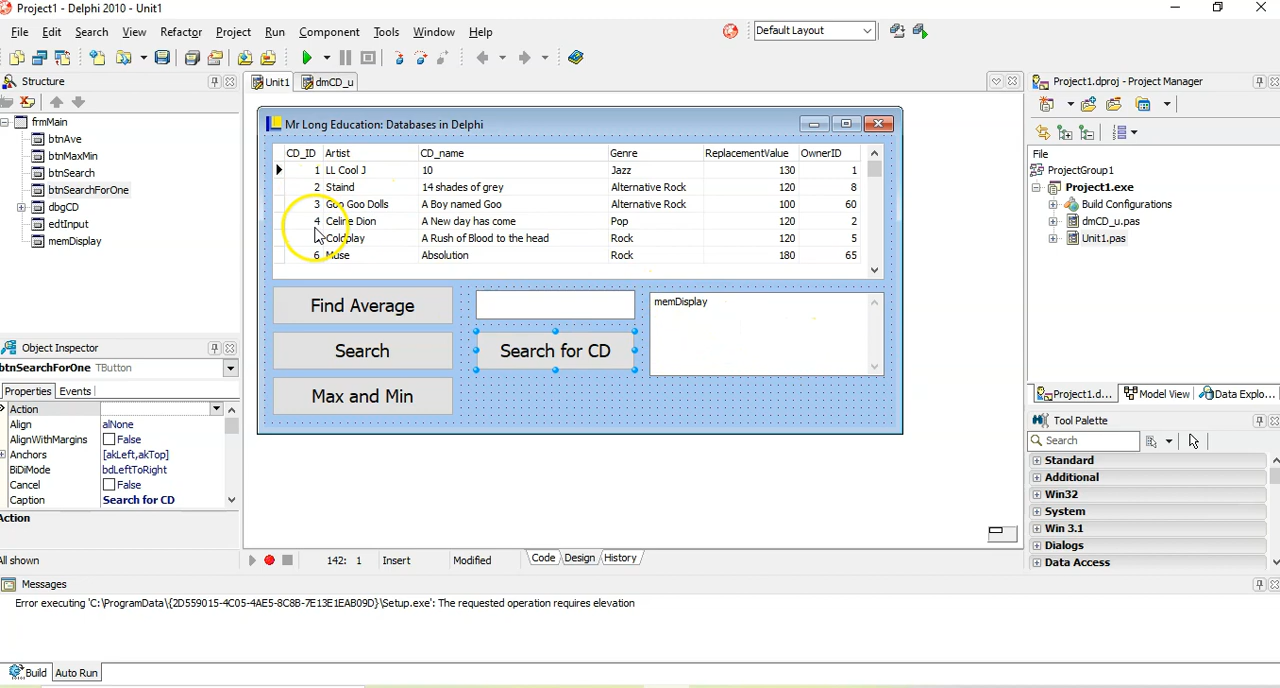 Project1 - Delphi 2010 - Unit1
File Edit Search View Refactor Project Run Component Tools Window Help
Default Layout
Structure
Unit1 dmCD_u
Project1.dproj - Project Manager
frmMain
btnAve
btnMaxMin
btnSearch
btnSearchForOne
dbgCD
edtInput
memDisplay
Mr Long Education: Databases in Delphi
CD_ID Artist CD_name Genre ReplacementValue OwnerID
1 LL Cool J 10 Jazz 130 1
2 Staind 14 shades of grey Alternative Rock 120 8
3 Goo Goo Dolls A Boy named Goo Alternative Rock 100 60
4 Celine Dion A New day has come Pop 120 2
Coldplay A Rush of Blood to the head Rock 120 5
6 Muse Absolution Rock 180 65
Find Average
memDisplay
Search
Search for CD
Max and Min
File
ProjectGroup1
Project1.exe
Build Configurations
dmCD_u.pas
Unit1.pas
Object Inspector
btnSearchForOne TButton
Properties Events
Action
Align alNone
AlignWithMargins False
Anchors [akLeft,akTop]
BiDiMode bdLeftToRight
Cancel False
Caption Search for CD
Action
All shown
Project1.d... Model View Data Explo...
Tool Palette
Search
Standard
Additional
Win32
System
Win 3.1
Dialogs
Data Access
142: 1 Insert Modified Code Design History
Messages
Error executing 'C:\ProgramData\{2D559015-4C05-4AE5-8C8B-7E13E1EAB09D}\Setup.exe': The requested operation requires elevation
Build Auto Run